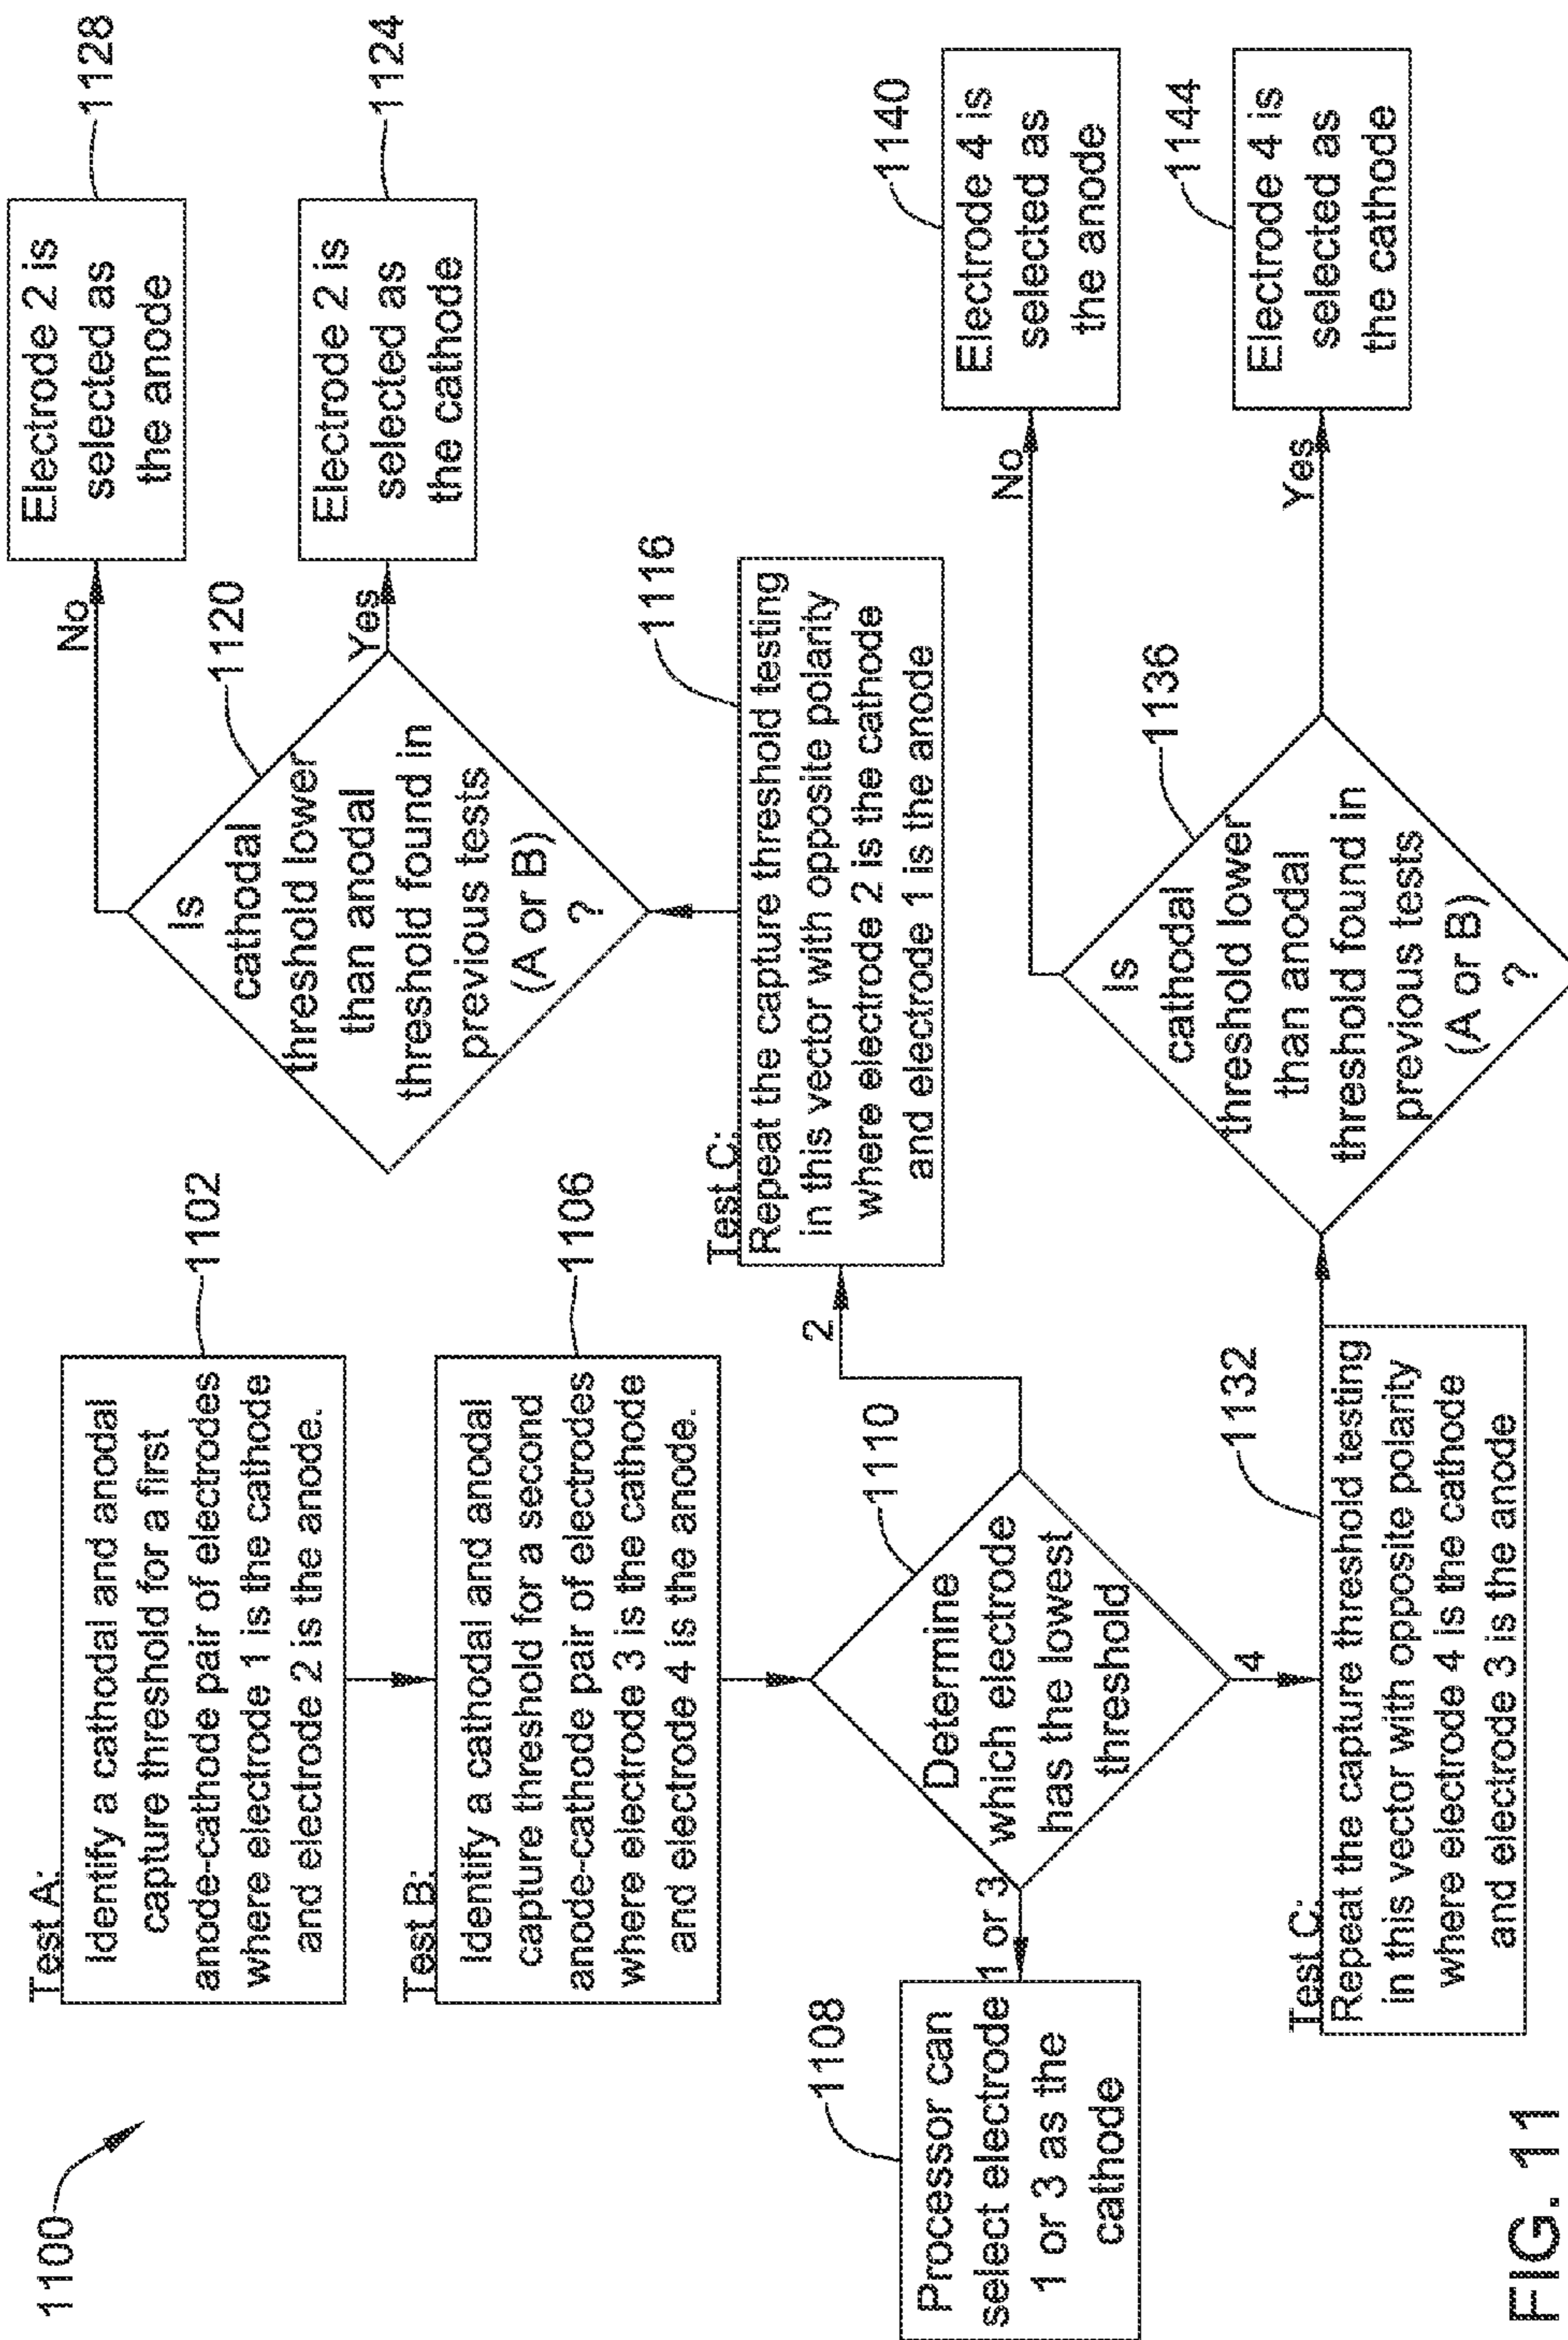 1100
Test A:
Identify a cathodal and anodal
capture threshold for a first
anode-cathode pair of electrodes
where electrode 1 is the cathode
and electrode 2 is the anode.
1102
Test B:
Identify a cathodal and anodal
capture threshold for a second
anode-cathode pair of electrodes
where electrode 3 is the cathode
and electrode 4 is the anode.
1106
Determine
which electrode
has the lowest
threshold
1110
1 or 3
2
4
Processor can
select electrode
1 or 3 as the
cathode
1108
Test C:
Repeat the capture threshold testing
in this vector with opposite polarity
where electrode 2 is the cathode
and electrode 1 is the anode
1116
Is
cathodal
threshold lower
than anodal
threshold found in
previous tests
(A or B)
?
1120
No
Yes
Electrode 2 is
selected as
the anode
1128
Electrode 2 is
selected as
the cathode
1124
Test C:
Repeat the capture threshold testing
in this vector with opposite polarity
where electrode 4 is the cathode
and electrode 3 is the anode
1132
Is
cathodal
threshold lower
than anodal
threshold found in
previous tests
(A or B)
?
1136
No
Yes
Electrode 4 is
selected as
the anode
1140
Electrode 4 is
selected as
the cathode
1144
FIG. 11